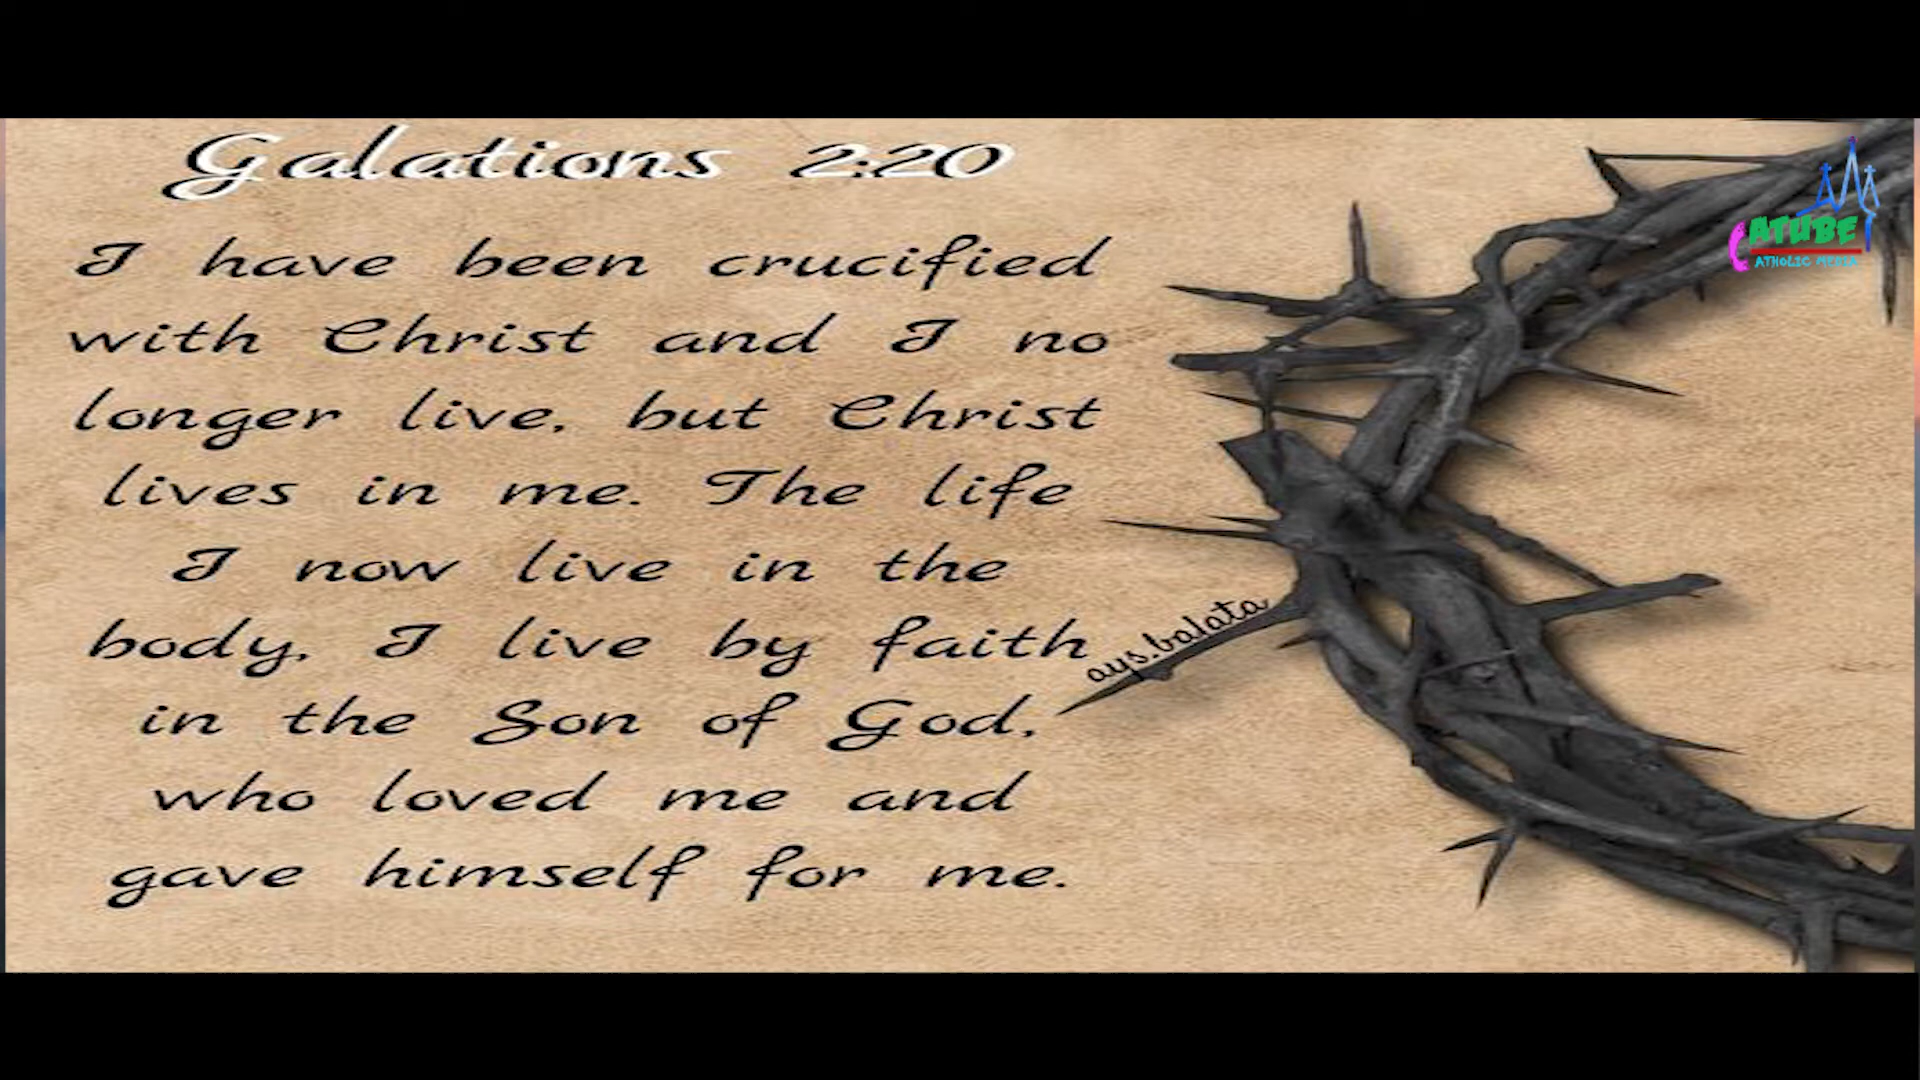 Galations 2:20
I have been crucified
with Christ and I no
longer live, but Christ
lives in me. The life
I now live in the
body, I live by faith
in the Son of God,
who loved me and
gave himself for me.
ays.balata
CATUBE
CATHOLIC MEDIA